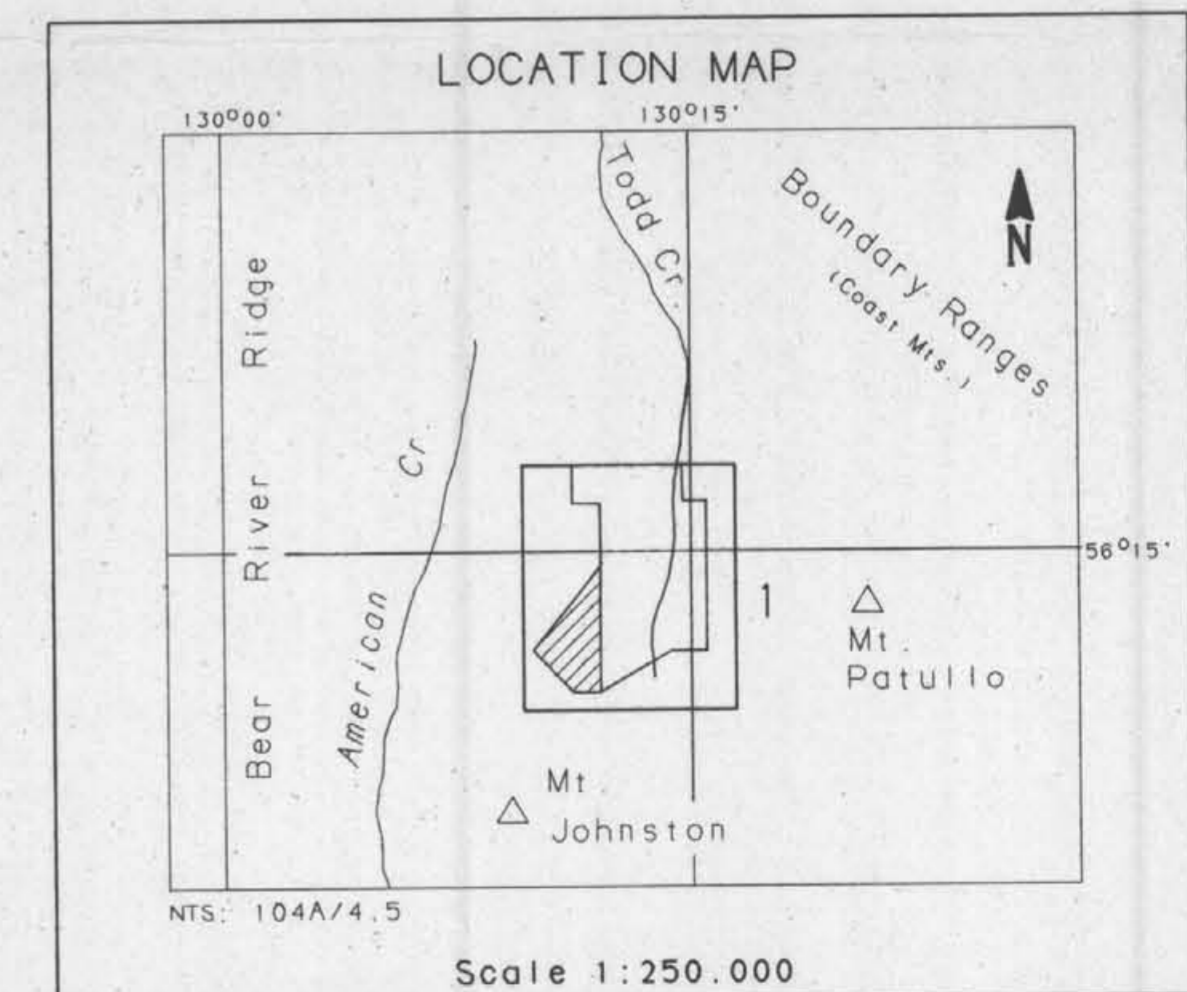 LOCATION MAP
130°00'
130°15'
Todd Cr.
Boundary Ranges
(Coast Mts.)
N
Bear River Ridge
American Cr.
56°15'
1
Mt.
Patullo
Mt.
Johnston
NTS: 104A/4,5
Scale 1:250.000